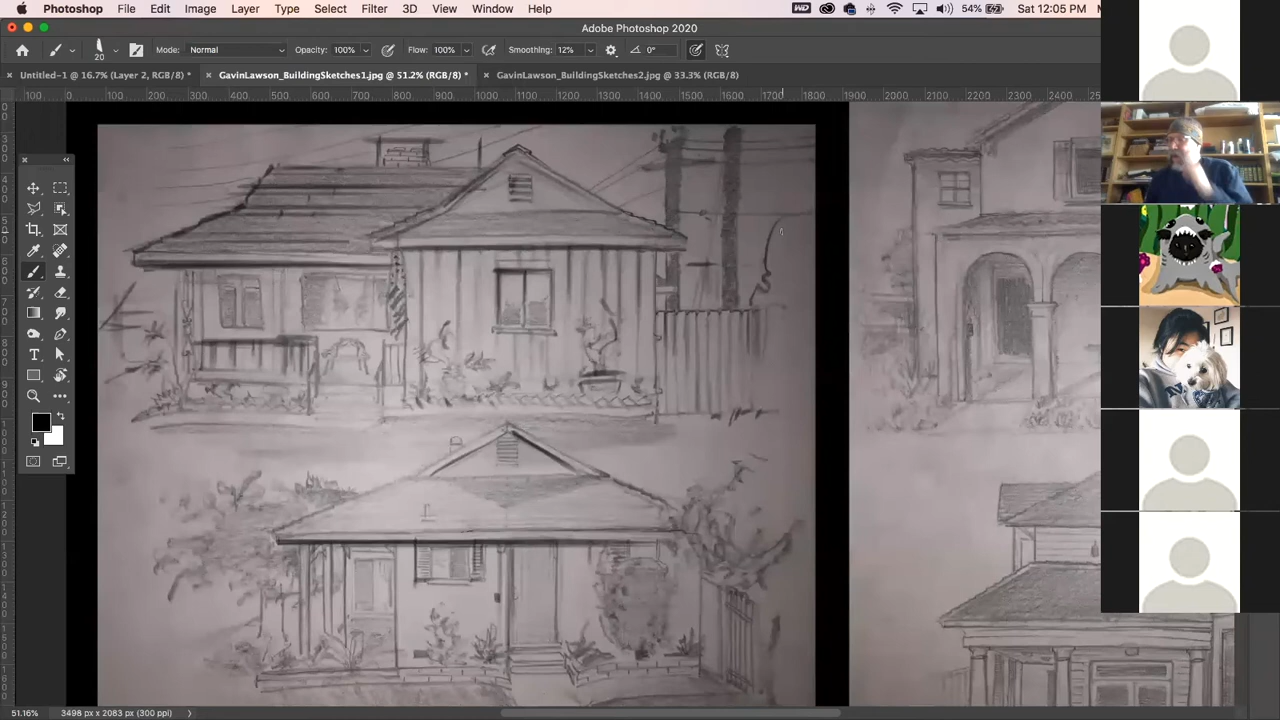 Photoshop File Edit Image Layer Type Select Filter 3D View Window Help 54% Sat 12:05 PM
Adobe Photoshop 2020
20 Mode: Normal Opacity: 100% Flow: 100% Smoothing: 12% 0°
Untitled-1 @ 16.7% (Layer 2, RGB/8) * GavinLawson_BuildingSketches1.jpg @ 51.2% (RGB/8) * GavinLawson_BuildingSketches2.jpg @ 33.3% (RGB/8)
100 0 100 200 300 400 500 600 700 800 900 1000 1100 1200 1300 1400 1500 1600 1700 1800 1900 2000 2100 2200 2300 2400
51.16% 3498 px x 2083 px (300 ppi)